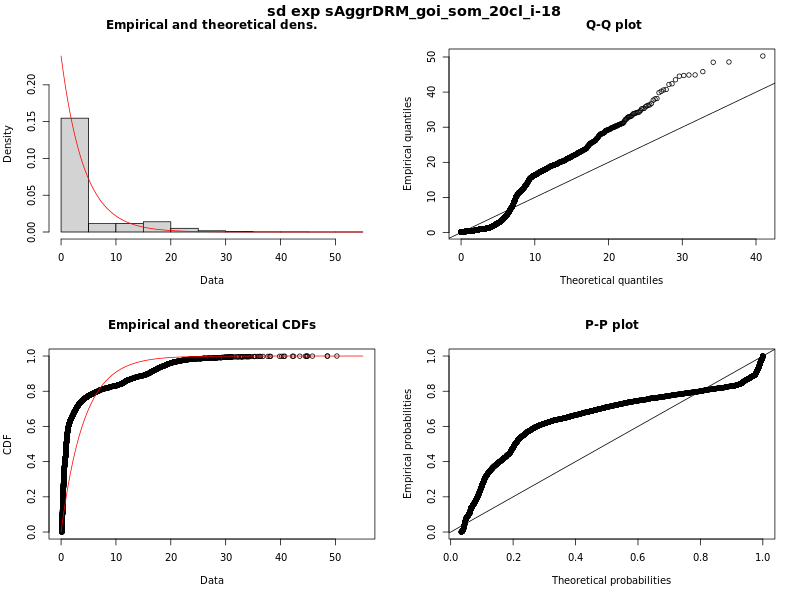 sd exp sAggrDRM_goi_som_20cl_i-18
Empirical and theoretical dens.
Density
0.00 0.05 0.10 0.15 0.20
0 10 20 30 40 50
Data
Q-Q plot
Empirical quantiles
0 10 20 30 40 50
0 10 20 30 40
Theoretical quantiles
Empirical and theoretical CDFs
CDF
0.0 0.2 0.4 0.6 0.8 1.0
0 10 20 30 40 50
Data
P-P plot
Empirical probabilities
0.0 0.2 0.4 0.6 0.8 1.0
0.0 0.2 0.4 0.6 0.8 1.0
Theoretical probabilities